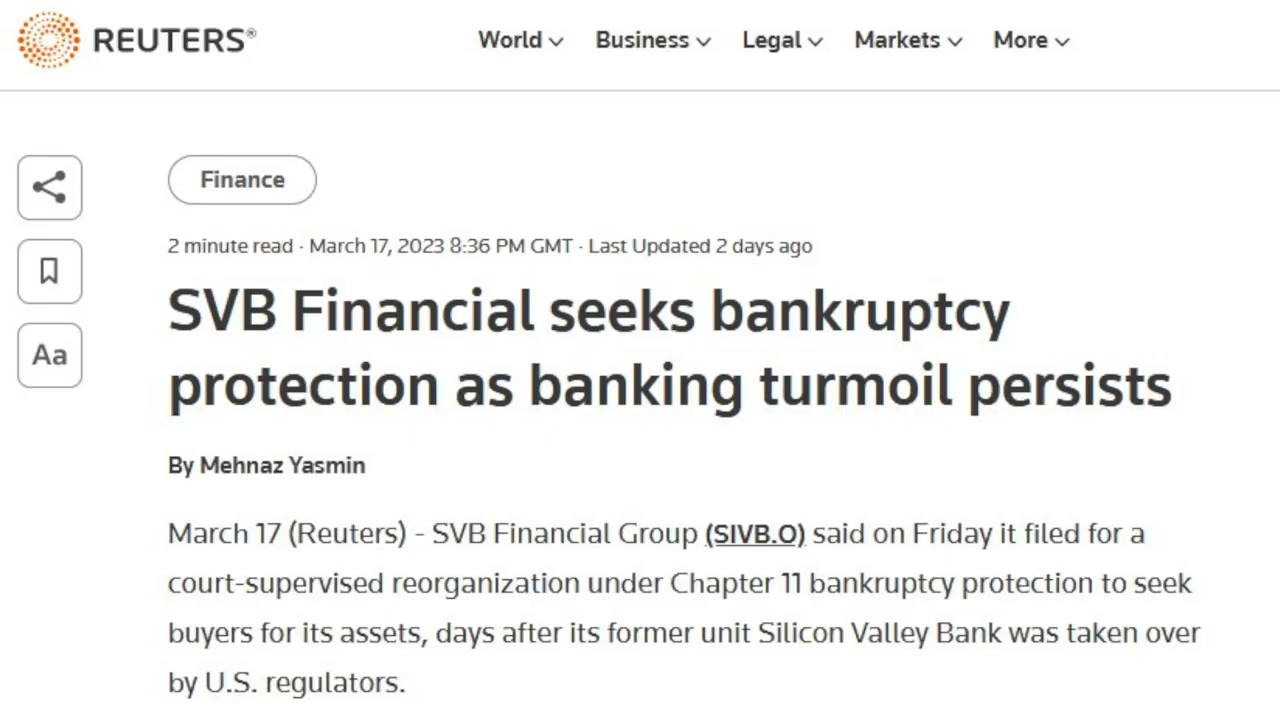 REUTERS®
World Business Legal Markets More
Finance
2 minute read · March 17, 2023 8:36 PM GMT · Last Updated 2 days ago
SVB Financial seeks bankruptcy
protection as banking turmoil persists
By Mehnaz Yasmin
March 17 (Reuters) - SVB Financial Group (SIVB.O) said on Friday it filed for a
court-supervised reorganization under Chapter 11 bankruptcy protection to seek
buyers for its assets, days after its former unit Silicon Valley Bank was taken over
by U.S. regulators.
Aa